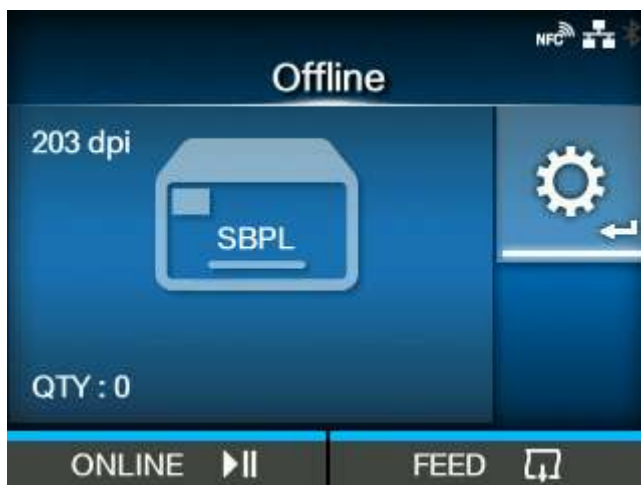 NFC
Offline
203 dpi
SBPL
QTY : 0
ONLINE
FEED